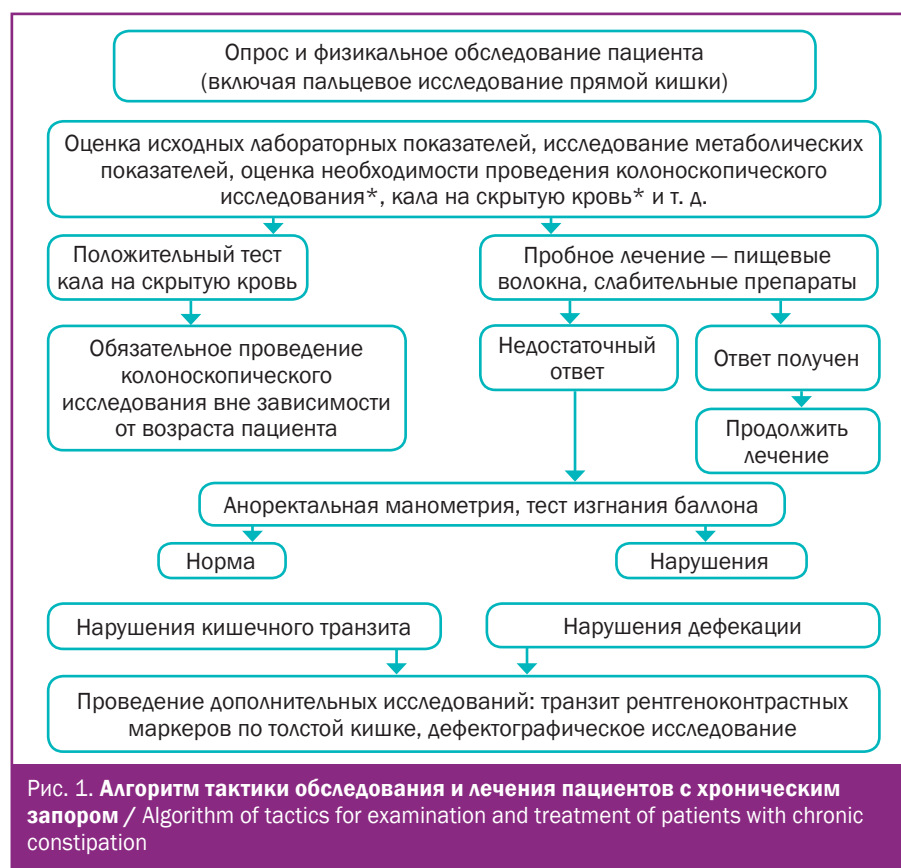 Опрос и физикальное обследование пациента
(включая пальцевое исследование прямой кишки)
Оценка исходных лабораторных показателей, исследование метаболических
показателей, оценка необходимости проведения колоноскопического
исследования*, кала на скрытую кровь* и т. д.
Положительный тест
кала на скрытую кровь
Пробное лечение — пищевые
волокна, слабительные препараты
Обязательное проведение
колоноскопического
исследования вне зависимости
от возраста пациента
Недостаточный
ответ
Ответ получен
Продолжить
лечение
Аноректальная манометрия, тест изгнания баллона
Норма
Нарушения
Нарушения кишечного транзита
Нарушения дефекации
Проведение дополнительных исследований: транзит рентгеноконтрастных
маркеров по толстой кишке, дефектографическое исследование
Рис. 1. Алгоритм тактики обследования и лечения пациентов с хроническим
запором / Algorithm of tactics for examination and treatment of patients with chronic
constipation